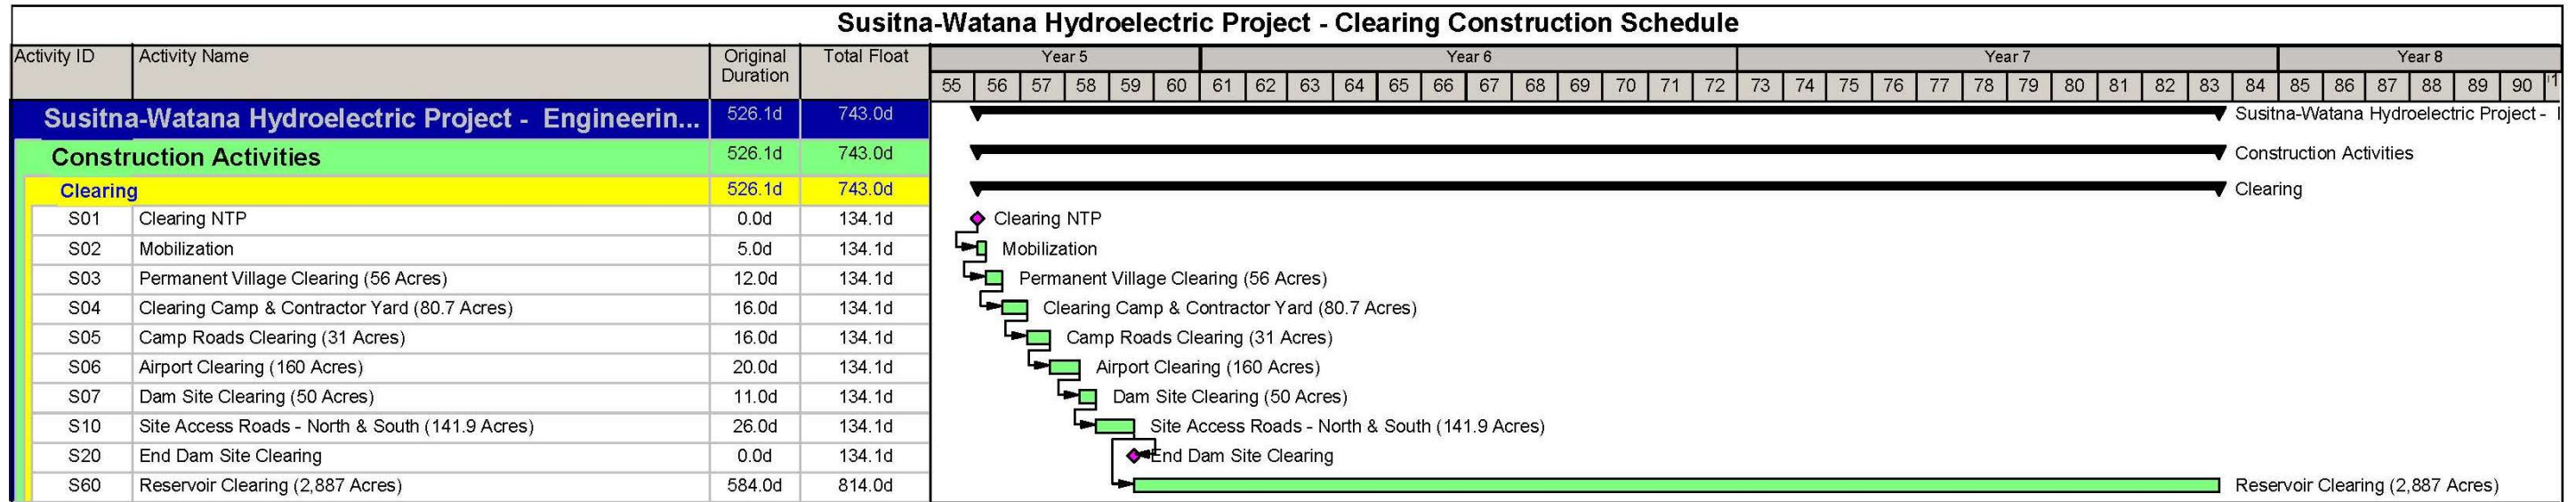 Susitna-Watana Hydroelectric Project - Clearing Construction Schedule
Activity ID Activity Name Original Duration Total Float Year 5 Year 6 Year 7 Year 8
55 56 57 58 59 60 61 62 63 64 65 66 67 68 69 70 71 72 73 74 75 76 77 78 79 80 81 82 83 84 85 86 87 88 89 90
Susitna-Watana Hydroelectric Project - Engineerin... 526.1d 743.0d Susitna-Watana Hydroelectric Project -
Construction Activities 526.1d 743.0d Construction Activities
Clearing 526.1d 743.0d Clearing
S01 Clearing NTP 0.0d 134.1d Clearing NTP
S02 Mobilization 5.0d 134.1d Mobilization
S03 Permanent Village Clearing (56 Acres) 12.0d 134.1d Permanent Village Clearing (56 Acres)
S04 Clearing Camp & Contractor Yard (80.7 Acres) 16.0d 134.1d Clearing Camp & Contractor Yard (80.7 Acres)
S05 Camp Roads Clearing (31 Acres) 16.0d 134.1d Camp Roads Clearing (31 Acres)
S06 Airport Clearing (160 Acres) 20.0d 134.1d Airport Clearing (160 Acres)
S07 Dam Site Clearing (50 Acres) 11.0d 134.1d Dam Site Clearing (50 Acres)
S10 Site Access Roads - North & South (141.9 Acres) 26.0d 134.1d Site Access Roads - North & South (141.9 Acres)
S20 End Dam Site Clearing 0.0d 134.1d End Dam Site Clearing
S60 Reservoir Clearing (2,887 Acres) 584.0d 814.0d Reservoir Clearing (2,887 Acres)